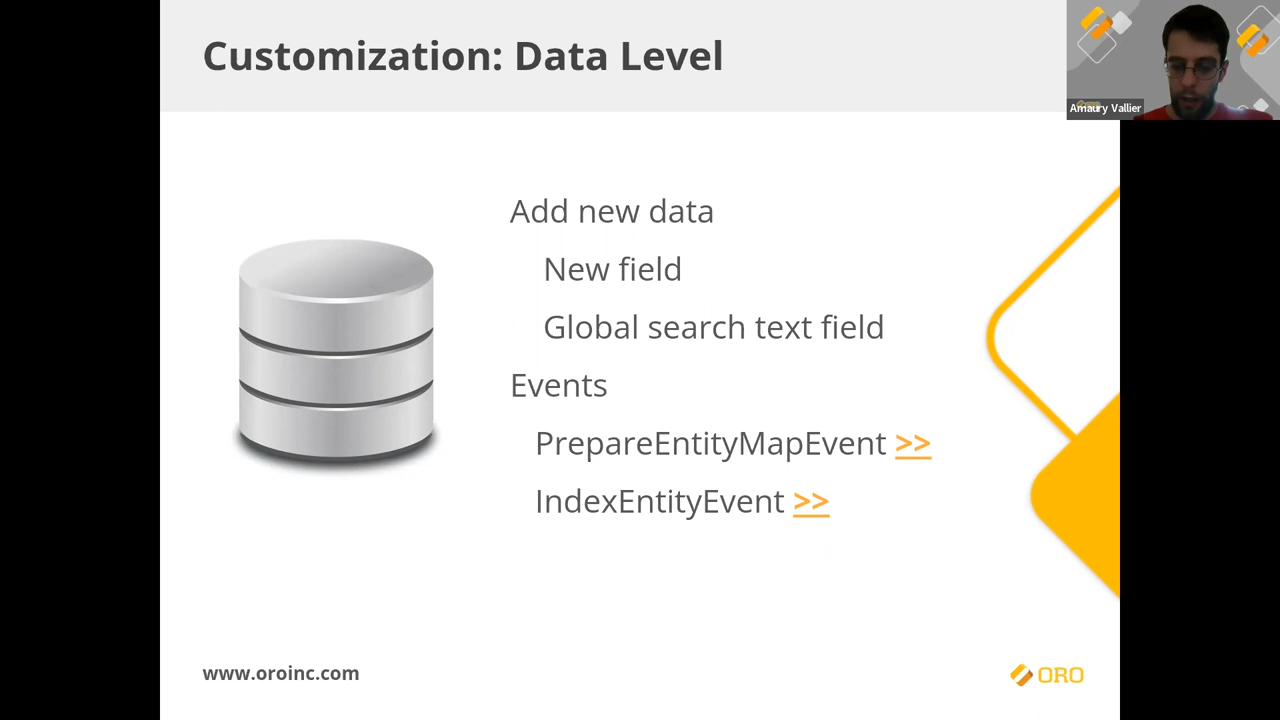 Customization: Data Level
Amaury Vallier
Add new data
New field
Global search text field
Events
PrepareEntityMapEvent >>
IndexEntityEvent >>
www.oroinc.com
ORO